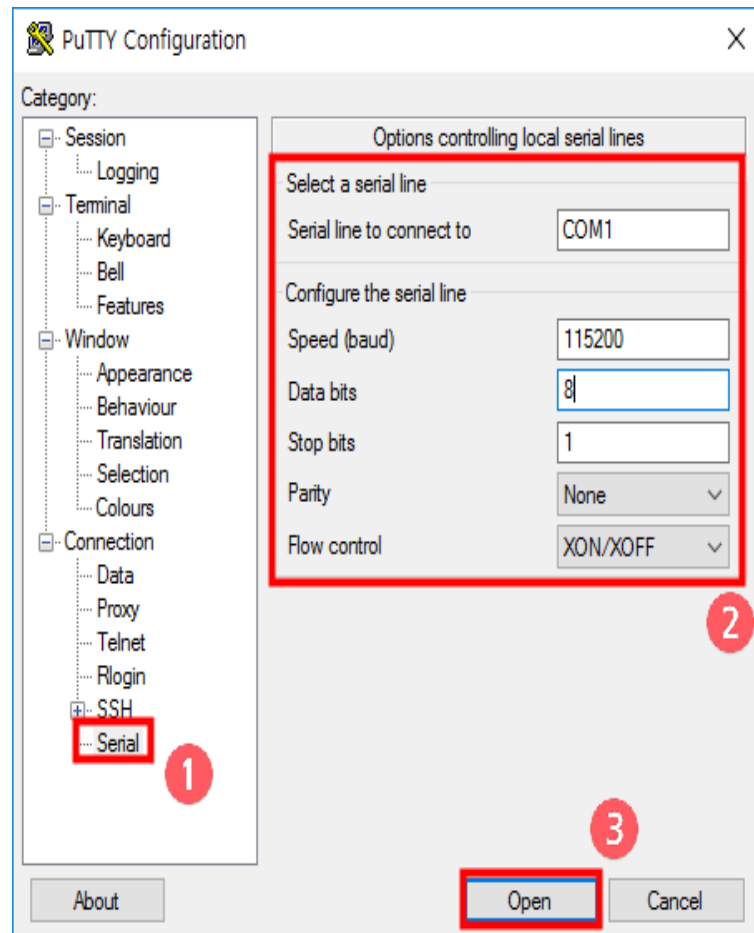 PuTTY Configuration
Category:
Session
Logging
Terminal
Keyboard
Bell
Features
Window
Appearance
Behaviour
Translation
Selection
Colours
Connection
Data
Proxy
Telnet
Rlogin
SSH
Serial
1
Options controlling local serial lines
Select a serial line
Serial line to connect to COM1
Configure the serial line
Speed (baud) 115200
Data bits 8
Stop bits 1
Parity None
Flow control XON/XOFF
2
3
About Open Cancel